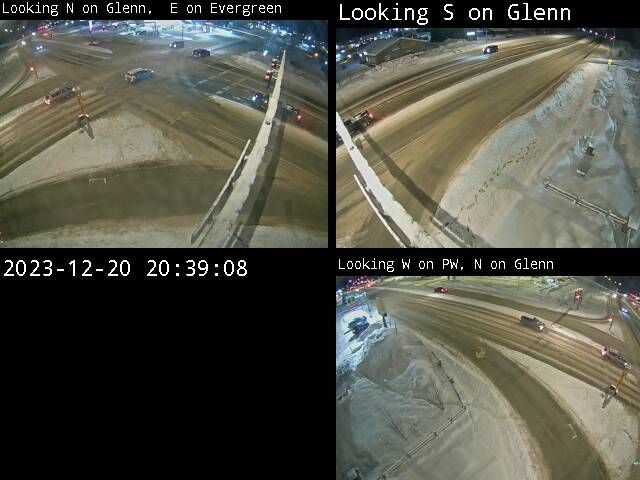 Looking N on Glenn,  E on Evergreen
Looking S on Glenn
2023-12-20 20:39:08
Looking W on PW, N on Glenn